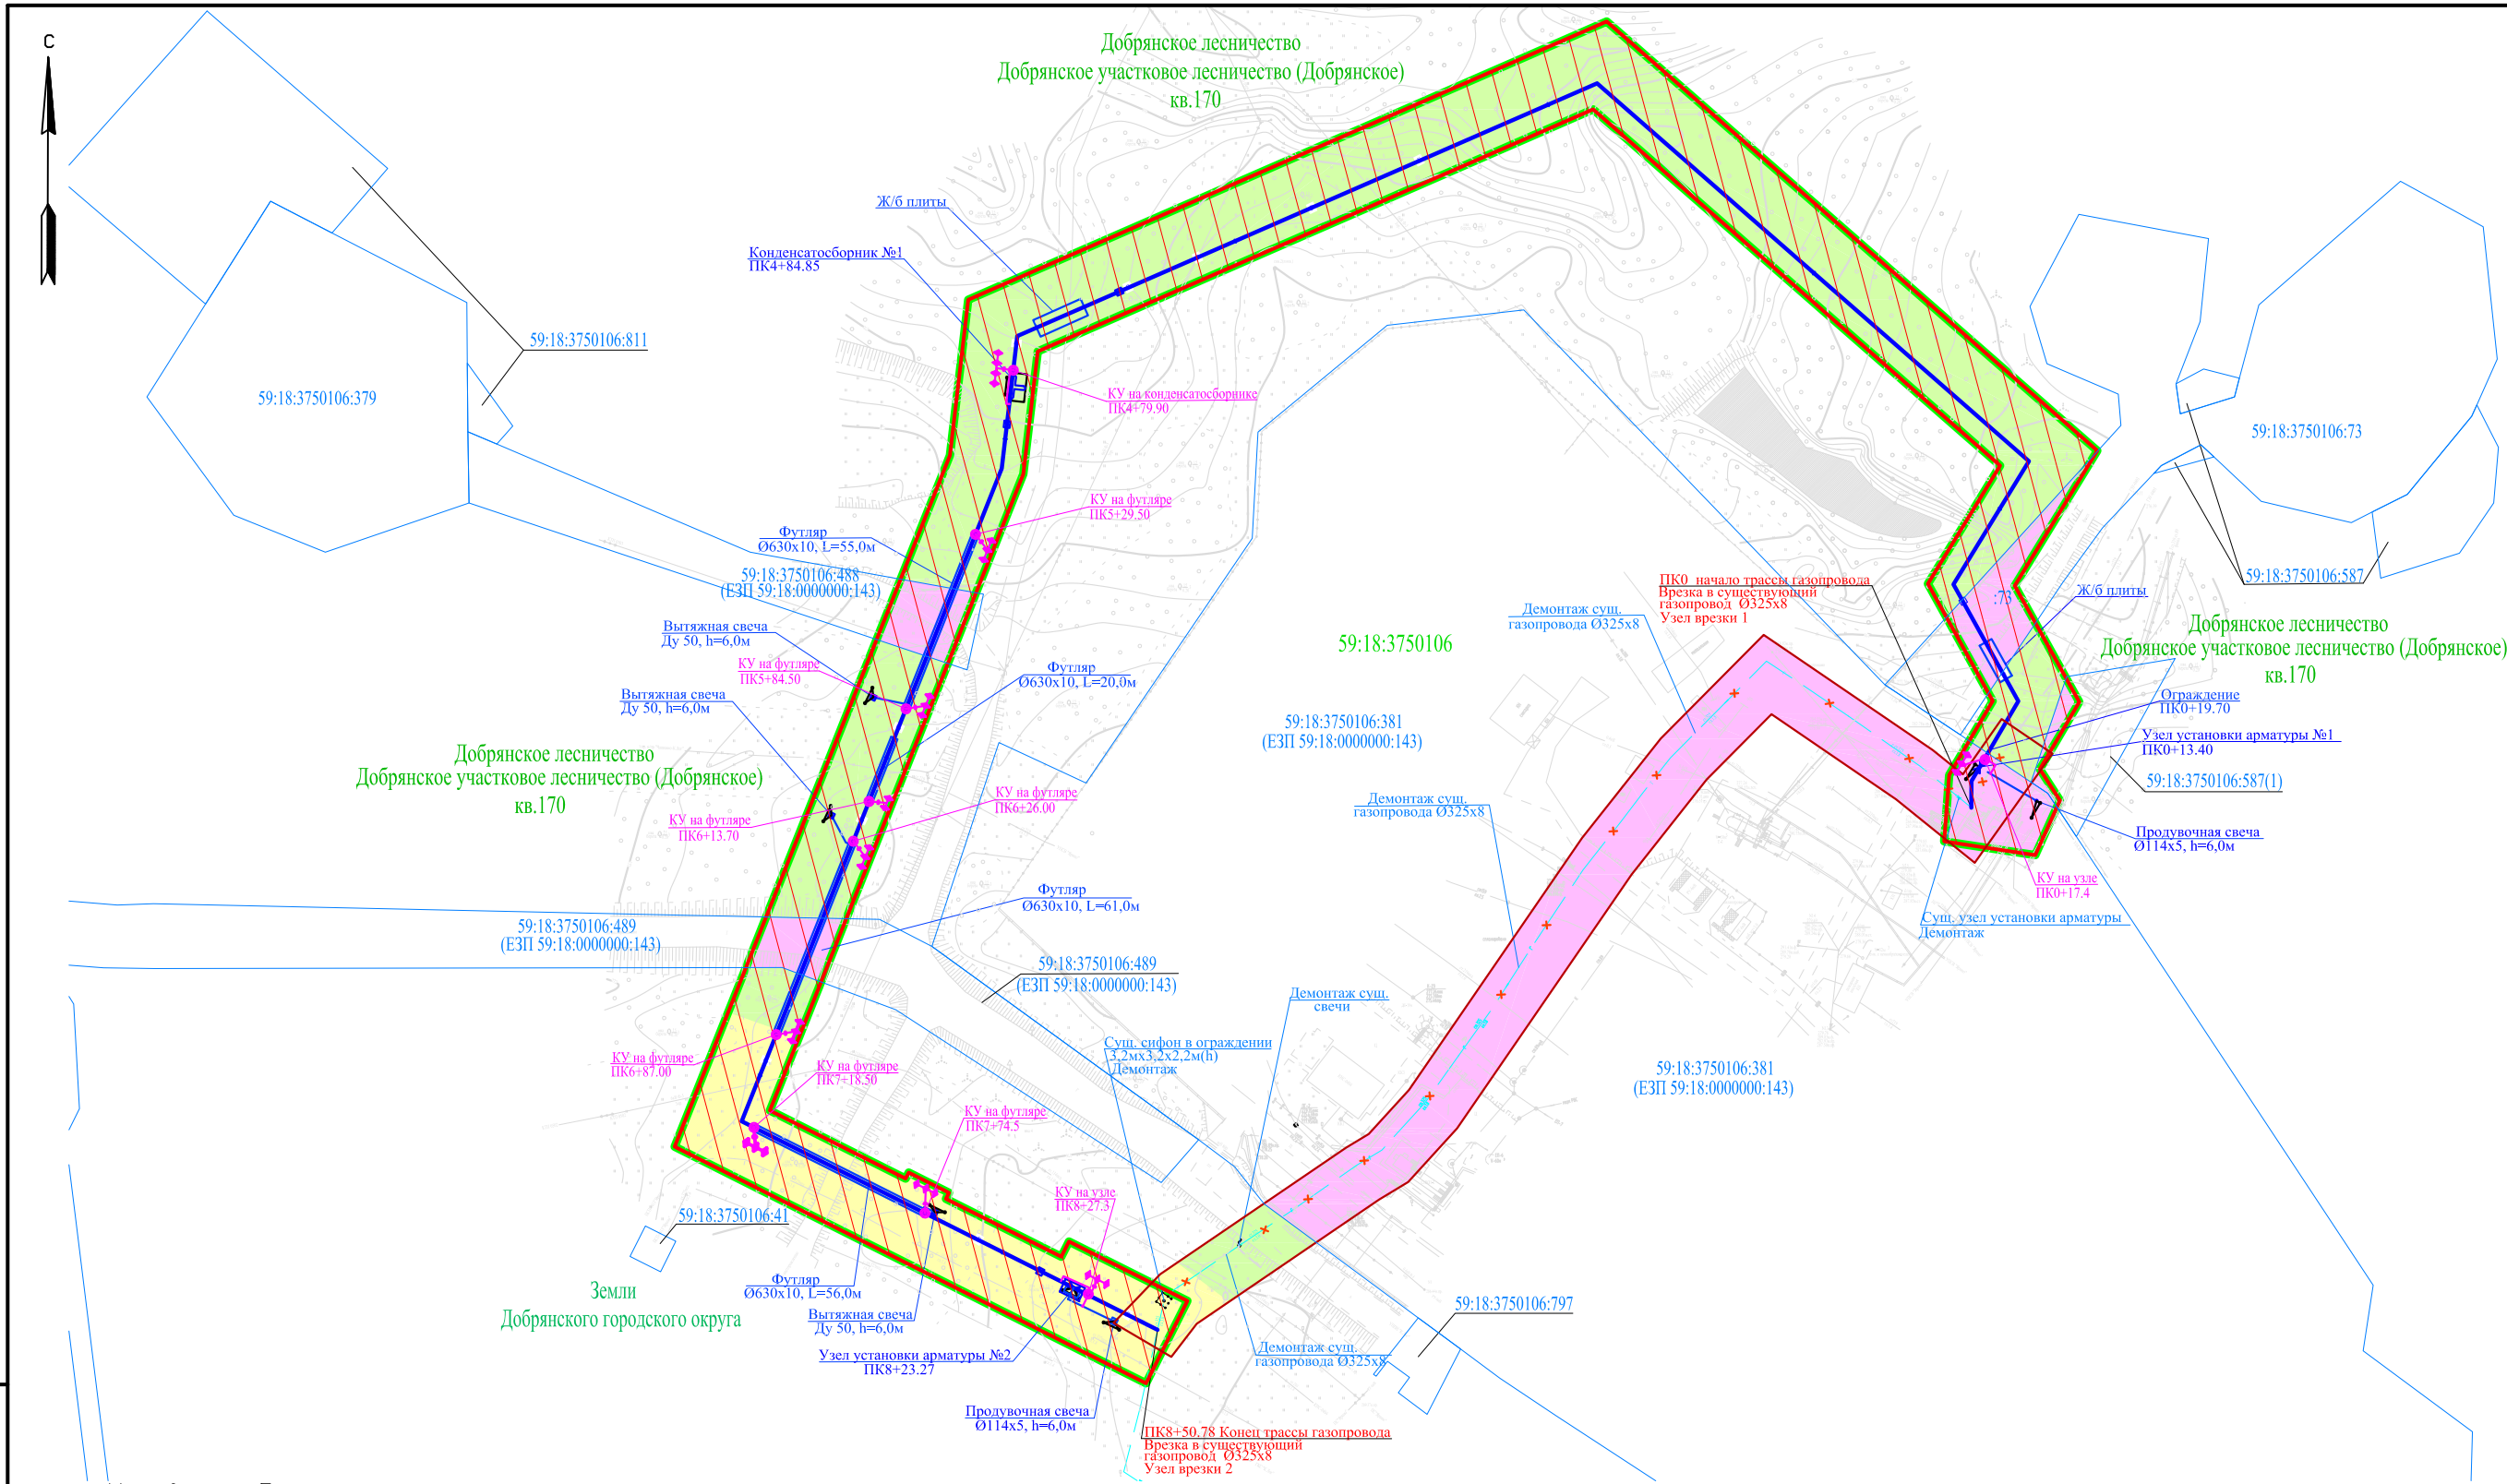 С
Добрянское лесничество
Добрянское участковое лесничество (Добрянское)
кв.170
Ж/б плиты
Конденсатосборник №1
ПК4+84.85
59:18:3750106:811
59:18:3750106:379
КУ на конденсатосборнике
ПК4+79.90
59:18:3750106:73
КУ на футляре
ПК5+29.50
Футляр
Ø630х10, L=55,0м
59:18:3750106:488
(ЕЗП 59:18:0000000:143)
ПК0 начало трассы газопровода
Врезка в существующий
газопровод Ø325х8
Узел врезки 1
59:18:3750106:587
Ж/б плиты
:73
Демонтаж сущ.
газопровода Ø325х8
Добрянское лесничество
Добрянское участковое лесничество (Добрянское)
кв.170
Вытяжная свеча
Ду 50, h=6,0м
59:18:3750106
КУ на футляре
ПК5+84.50
Футляр
Ø630х10, L=20,0м
Вытяжная свеча
Ду 50, h=6,0м
Ограждение
ПК0+19.70
59:18:3750106:381
(ЕЗП 59:18:0000000:143)
Узел установки арматуры №1
ПК0+13.40
Добрянское лесничество
Добрянское участковое лесничество (Добрянское)
кв.170
59:18:3750106:587(1)
КУ на футляре
ПК6+26.00
Демонтаж сущ.
газопровода Ø325х8
КУ на футляре
ПК6+13.70
Продувочная свеча
Ø114х5, h=6,0м
КУ на узле
ПК0+17.4
Футляр
Ø630х10, L=61,0м
Сущ. узел установки арматуры
Демонтаж
59:18:3750106:489
(ЕЗП 59:18:0000000:143)
59:18:3750106:489
(ЕЗП 59:18:0000000:143)
Демонтаж сущ.
свечи
Сущ. сифон в ограждении
3,2мх3,2х2,2м(h)
Демонтаж
КУ на футляре
ПК6+87.00
КУ на футляре
ПК7+18.50
59:18:3750106:381
(ЕЗП 59:18:0000000:143)
КУ на футляре
ПК7+74.5
КУ на узле
ПК8+27.3
59:18:3750106:41
Футляр
Ø630х10, L=56,0м
Земли
Добрянского городского округа
Вытяжная свеча
Ду 50, h=6,0м
59:18:3750106:797
Узел установки арматуры №2
ПК8+23.27
Демонтаж сущ.
газопровода Ø325х8
Продувочная свеча
Ø114х5, h=6,0м
ПК8+50.78 Конец трассы газопровода
Врезка в существующий
газопровод Ø325х8
Узел врезки 2